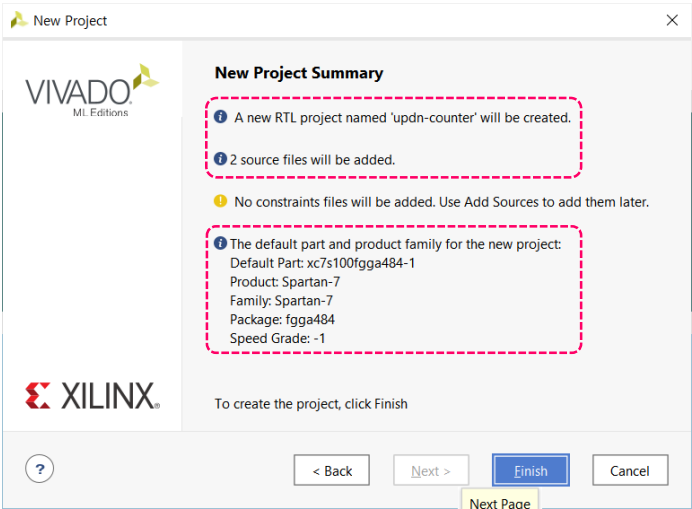 New Project
VIVADO
ML Editions
New Project Summary
A new RTL project named 'updn-counter' will be created.
2 source files will be added.
No constraints files will be added. Use Add Sources to add them later.
The default part and product family for the new project:
Default Part: xc7s100fgga484-1
Product: Spartan-7
Family: Spartan-7
Package: fgga484
Speed Grade: -1
XILINX®
To create the project, click Finish
?
< Back
Next >
Finish
Cancel
Next Page